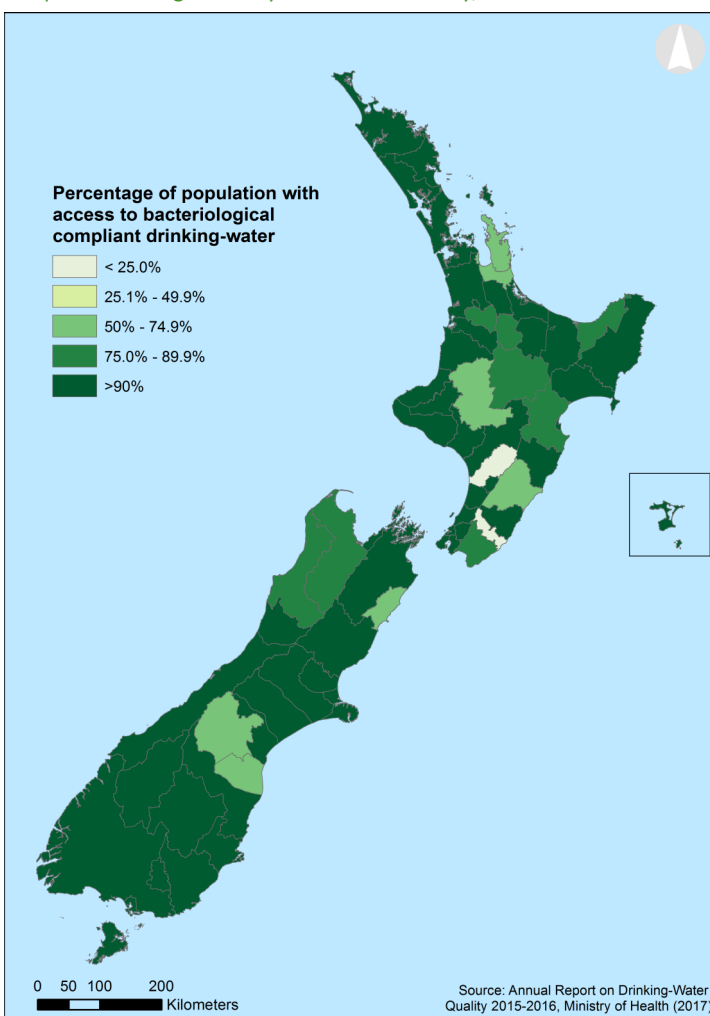 Percentage of population with
access to bacteriological
compliant drinking-water
< 25.0%
25.1% - 49.9%
50% - 74.9%
75.0% - 89.9%
>90%
0 50 100 200
Kilometers
Source: Annual Report on Drinking-Water
Quality 2015-2016, Ministry of Health (2017)